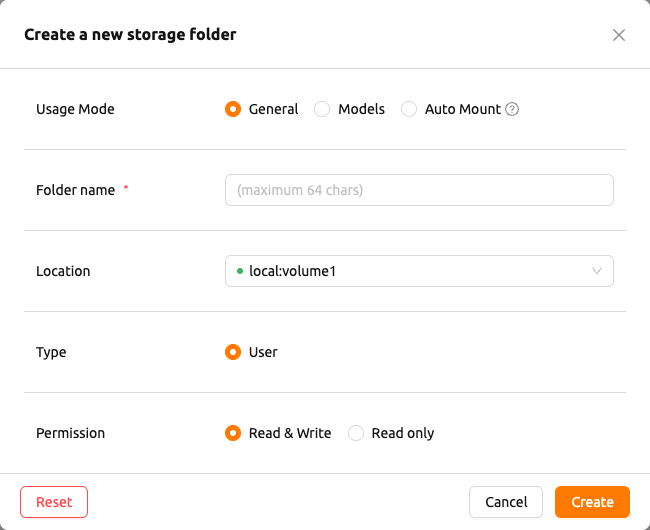 Create a new storage folder
Usage Mode General Models Auto Mount ?
Folder name * (maximum 64 chars)
Location local:volume1
Type User
Permission Read & Write Read only
Reset Cancel Create